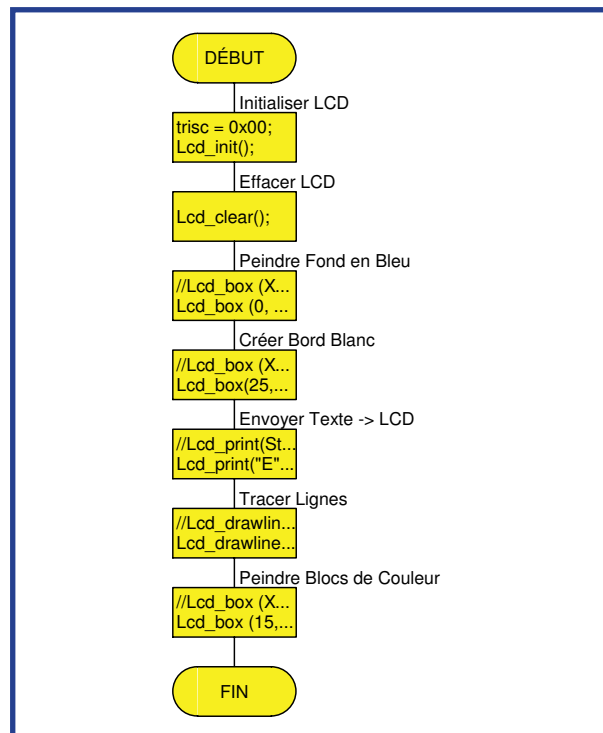 DÉBUT
Initialiser LCD
trisc = 0x00;
Lcd_init();
Effacer LCD
Lcd_clear();
Peindre Fond en Bleu
//Lcd_box (X...
Lcd_box (0, ...
Créer Bord Blanc
//Lcd_box (X...
Lcd_box(25,...
Envoyer Texte -> LCD
//Lcd_print(St...
Lcd_print("E"...
Tracer Lignes
//Lcd_drawlin...
Lcd_drawline...
Peindre Blocs de Couleur
//Lcd_box (X...
Lcd_box (15,...
FIN